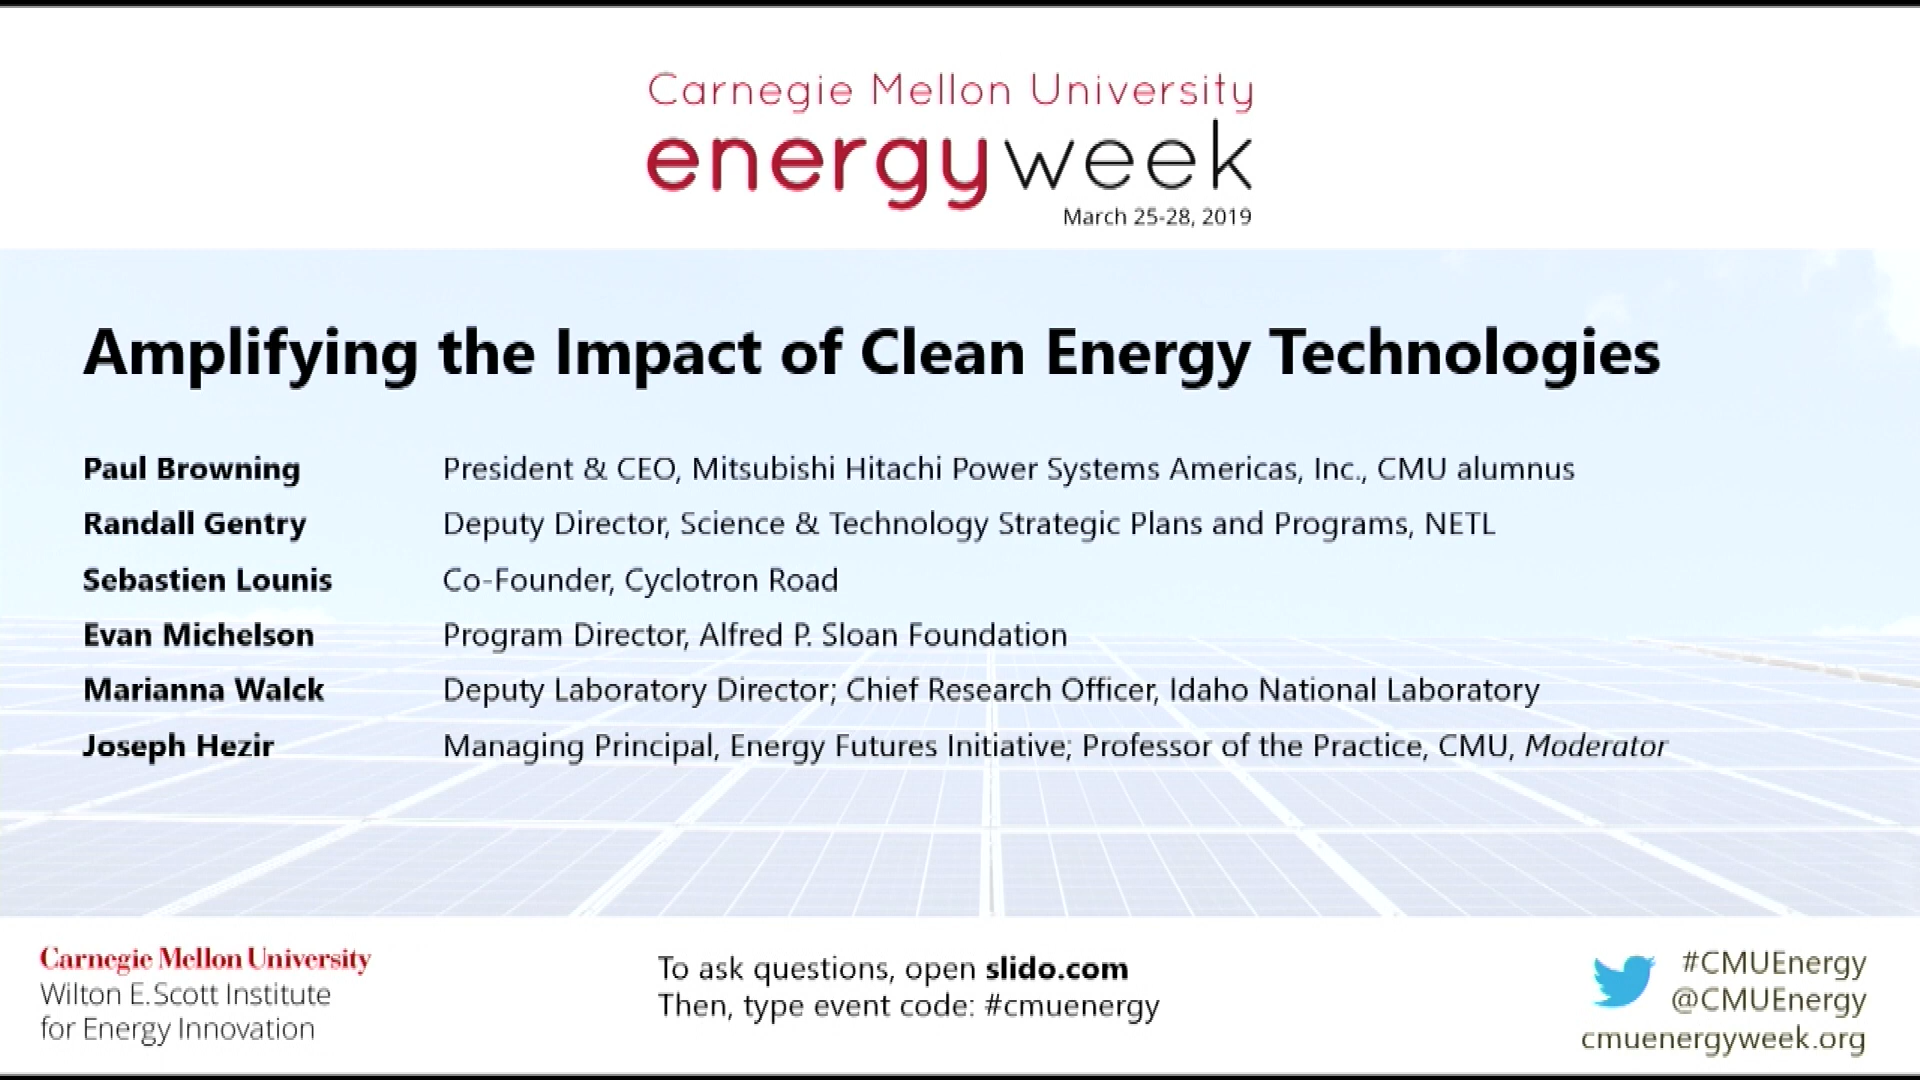 Carnegie Mellon University
energyweek
March 25-28, 2019
Amplifying the Impact of Clean Energy Technologies
Paul Browning President & CEO, Mitsubishi Hitachi Power Systems Americas, Inc., CMU alumnus
Randall Gentry Deputy Director, Science & Technology Strategic Plans and Programs, NETL
Sebastien Lounis Co-Founder, Cyclotron Road
Evan Michelson Program Director, Alfred P. Sloan Foundation
Marianna Walck Deputy Laboratory Director; Chief Research Officer, Idaho National Laboratory
Joseph Hezir Managing Principal, Energy Futures Initiative; Professor of the Practice, CMU, Moderator
Carnegie Mellon University
Wilton E. Scott Institute
for Energy Innovation
To ask questions, open slido.com
Then, type event code: #cmuenergy
#CMUEnergy
@CMUEnergy
cmuenergyweek.org